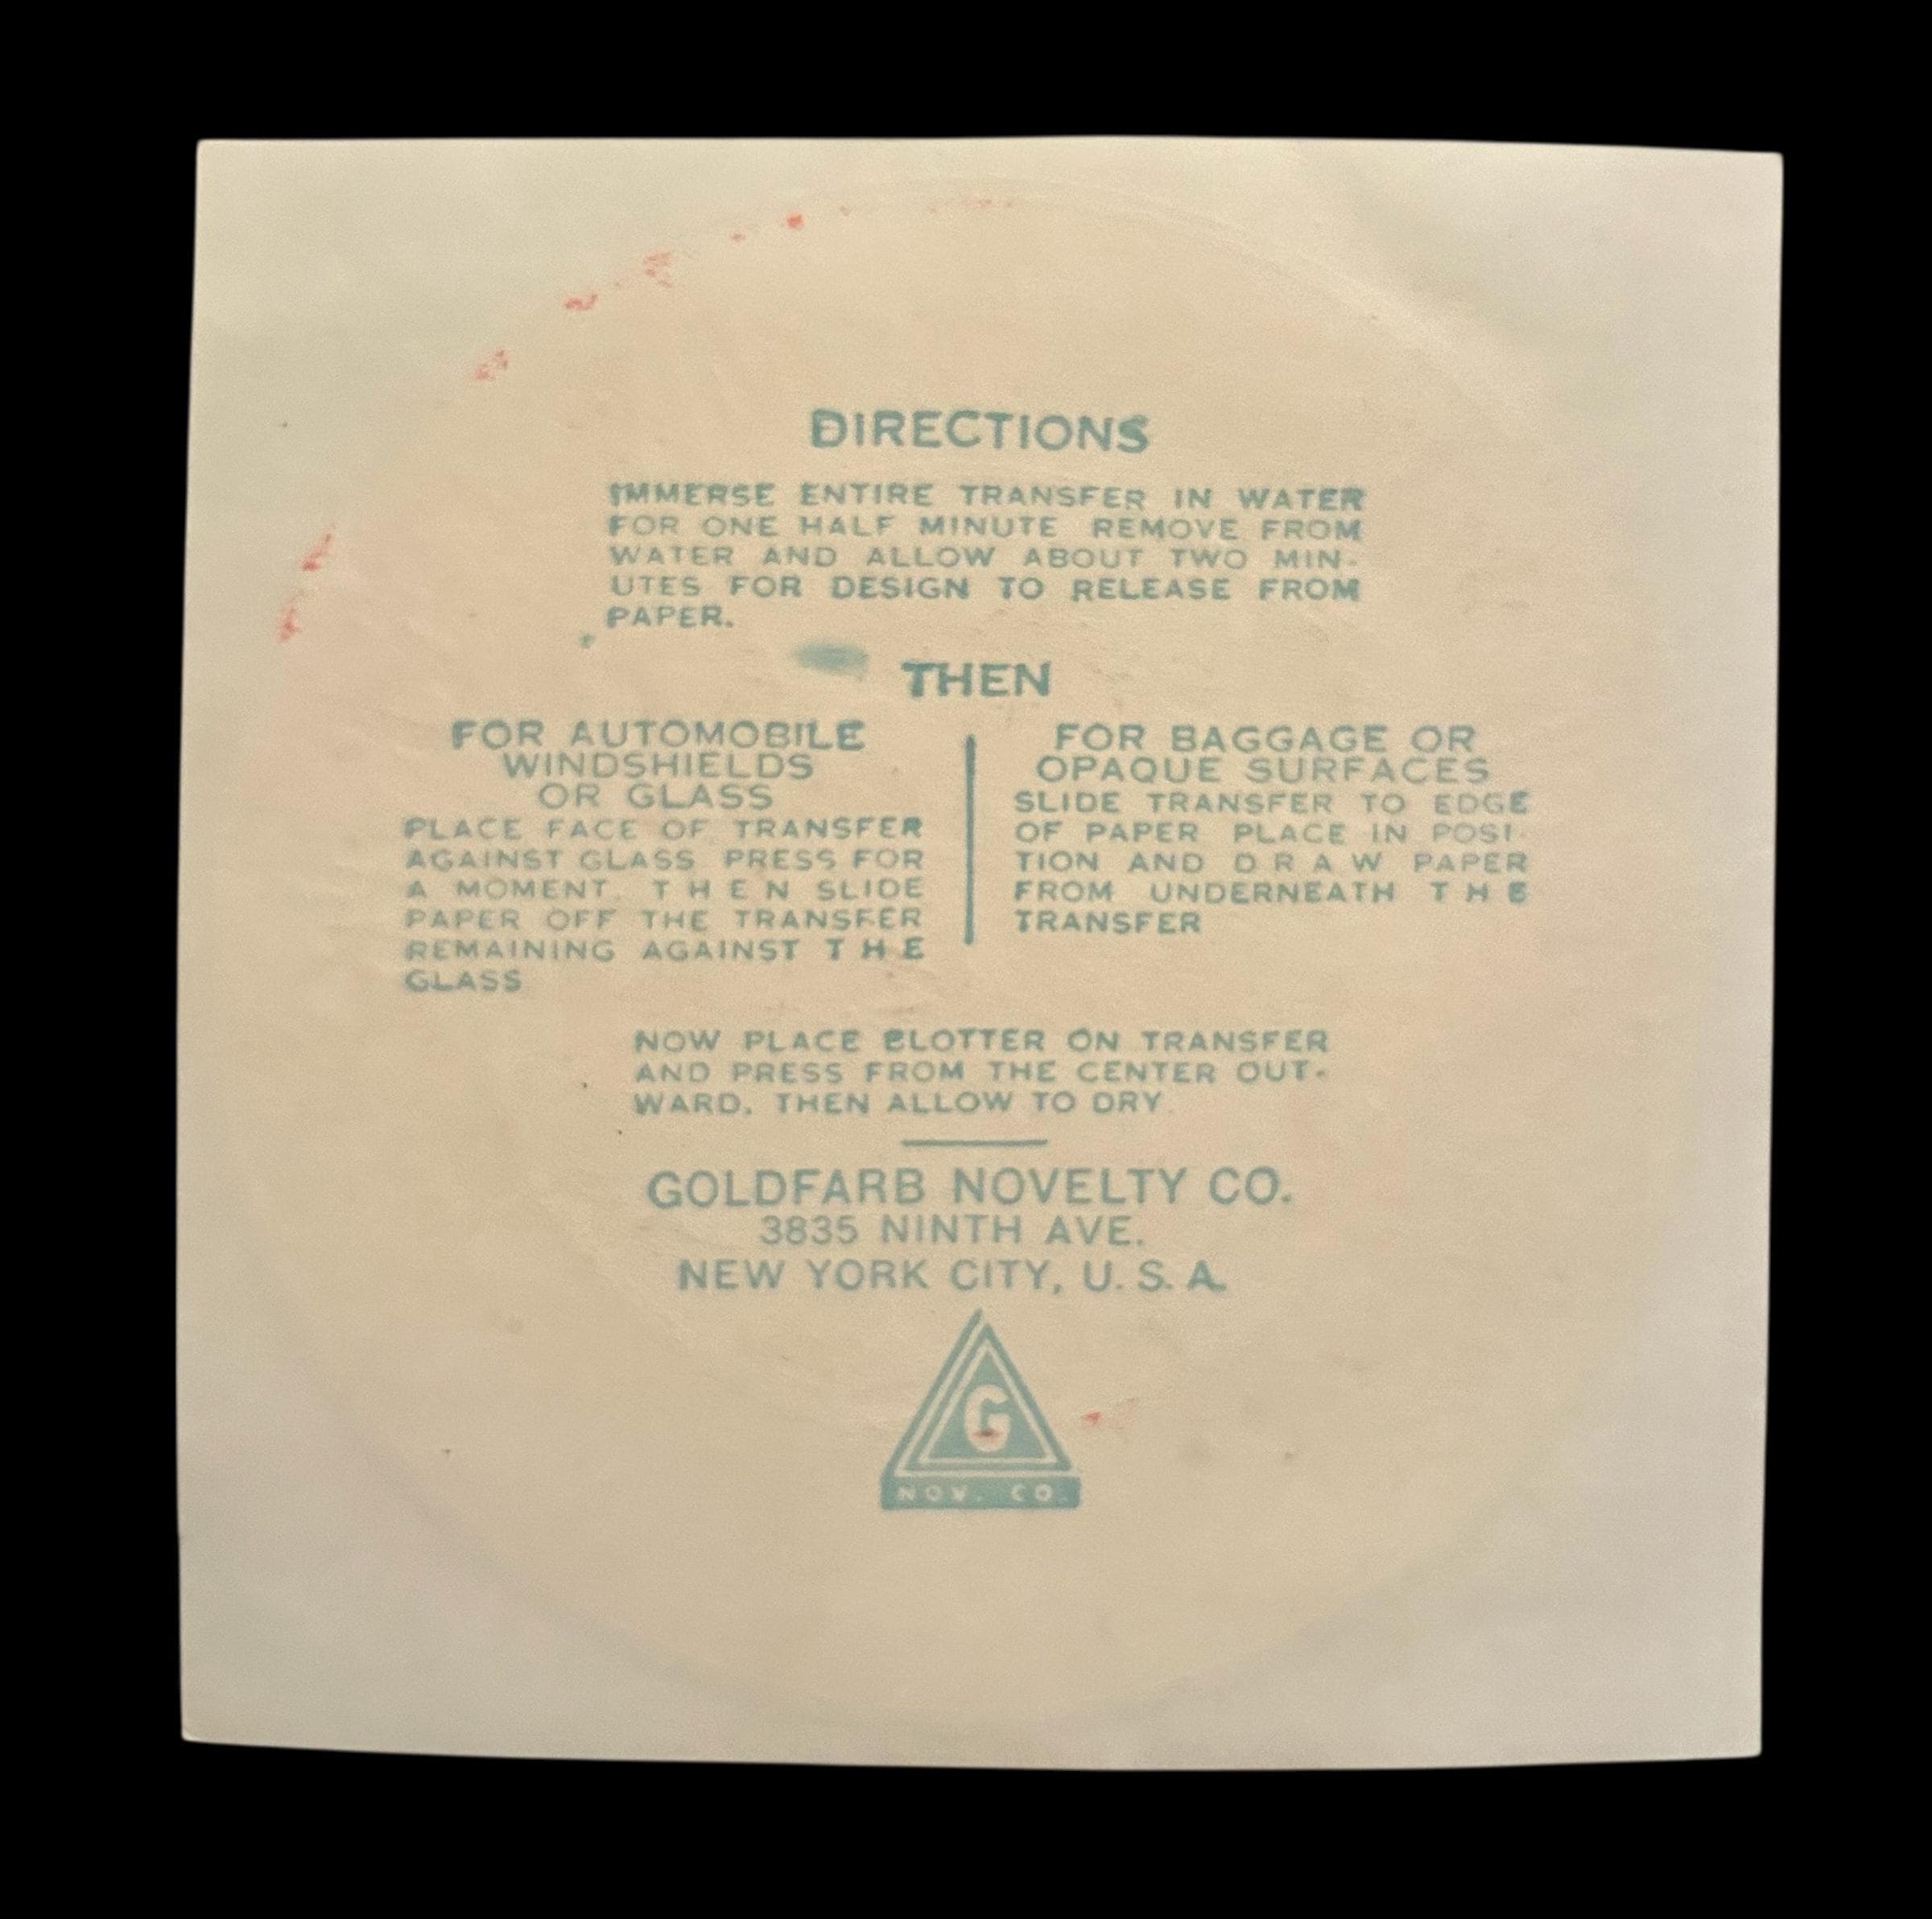 DIRECTIONS
IMMERSE ENTIRE TRANSFER IN WATER
FOR ONE HALF MINUTE REMOVE FROM
WATER AND ALLOW ABOUT TWO MIN-
UTES FOR DESIGN TO RELEASE FROM
PAPER.
THEN
FOR AUTOMOBILE
WINDSHIELDS
OR GLASS
PLACE FACE OF TRANSFER
AGAINST GLASS PRESS FOR
A MOMENT. THEN SLIDE
PAPER OFF THE TRANSFER
REMAINING AGAINST THE
GLASS
FOR BAGGAGE OR
OPAQUE SURFACES
SLIDE TRANSFER TO EDGE
OF PAPER PLACE IN POSI-
TION AND DRAW PAPER
FROM UNDERNEATH THE
TRANSFER
NOW PLACE BLOTTER ON TRANSFER
AND PRESS FROM THE CENTER OUT-
WARD. THEN ALLOW TO DRY
GOLDFARB NOVELTY CO.
3835 NINTH AVE.
NEW YORK CITY, U. S. A.
G
NOV. CO.